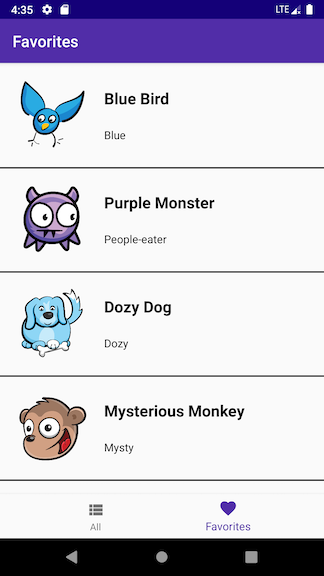 4:35 LTE
Favorites
Blue Bird
Blue
Purple Monster
People-eater
Dozy Dog
Dozy
Mysterious Monkey
Mysty
All Favorites